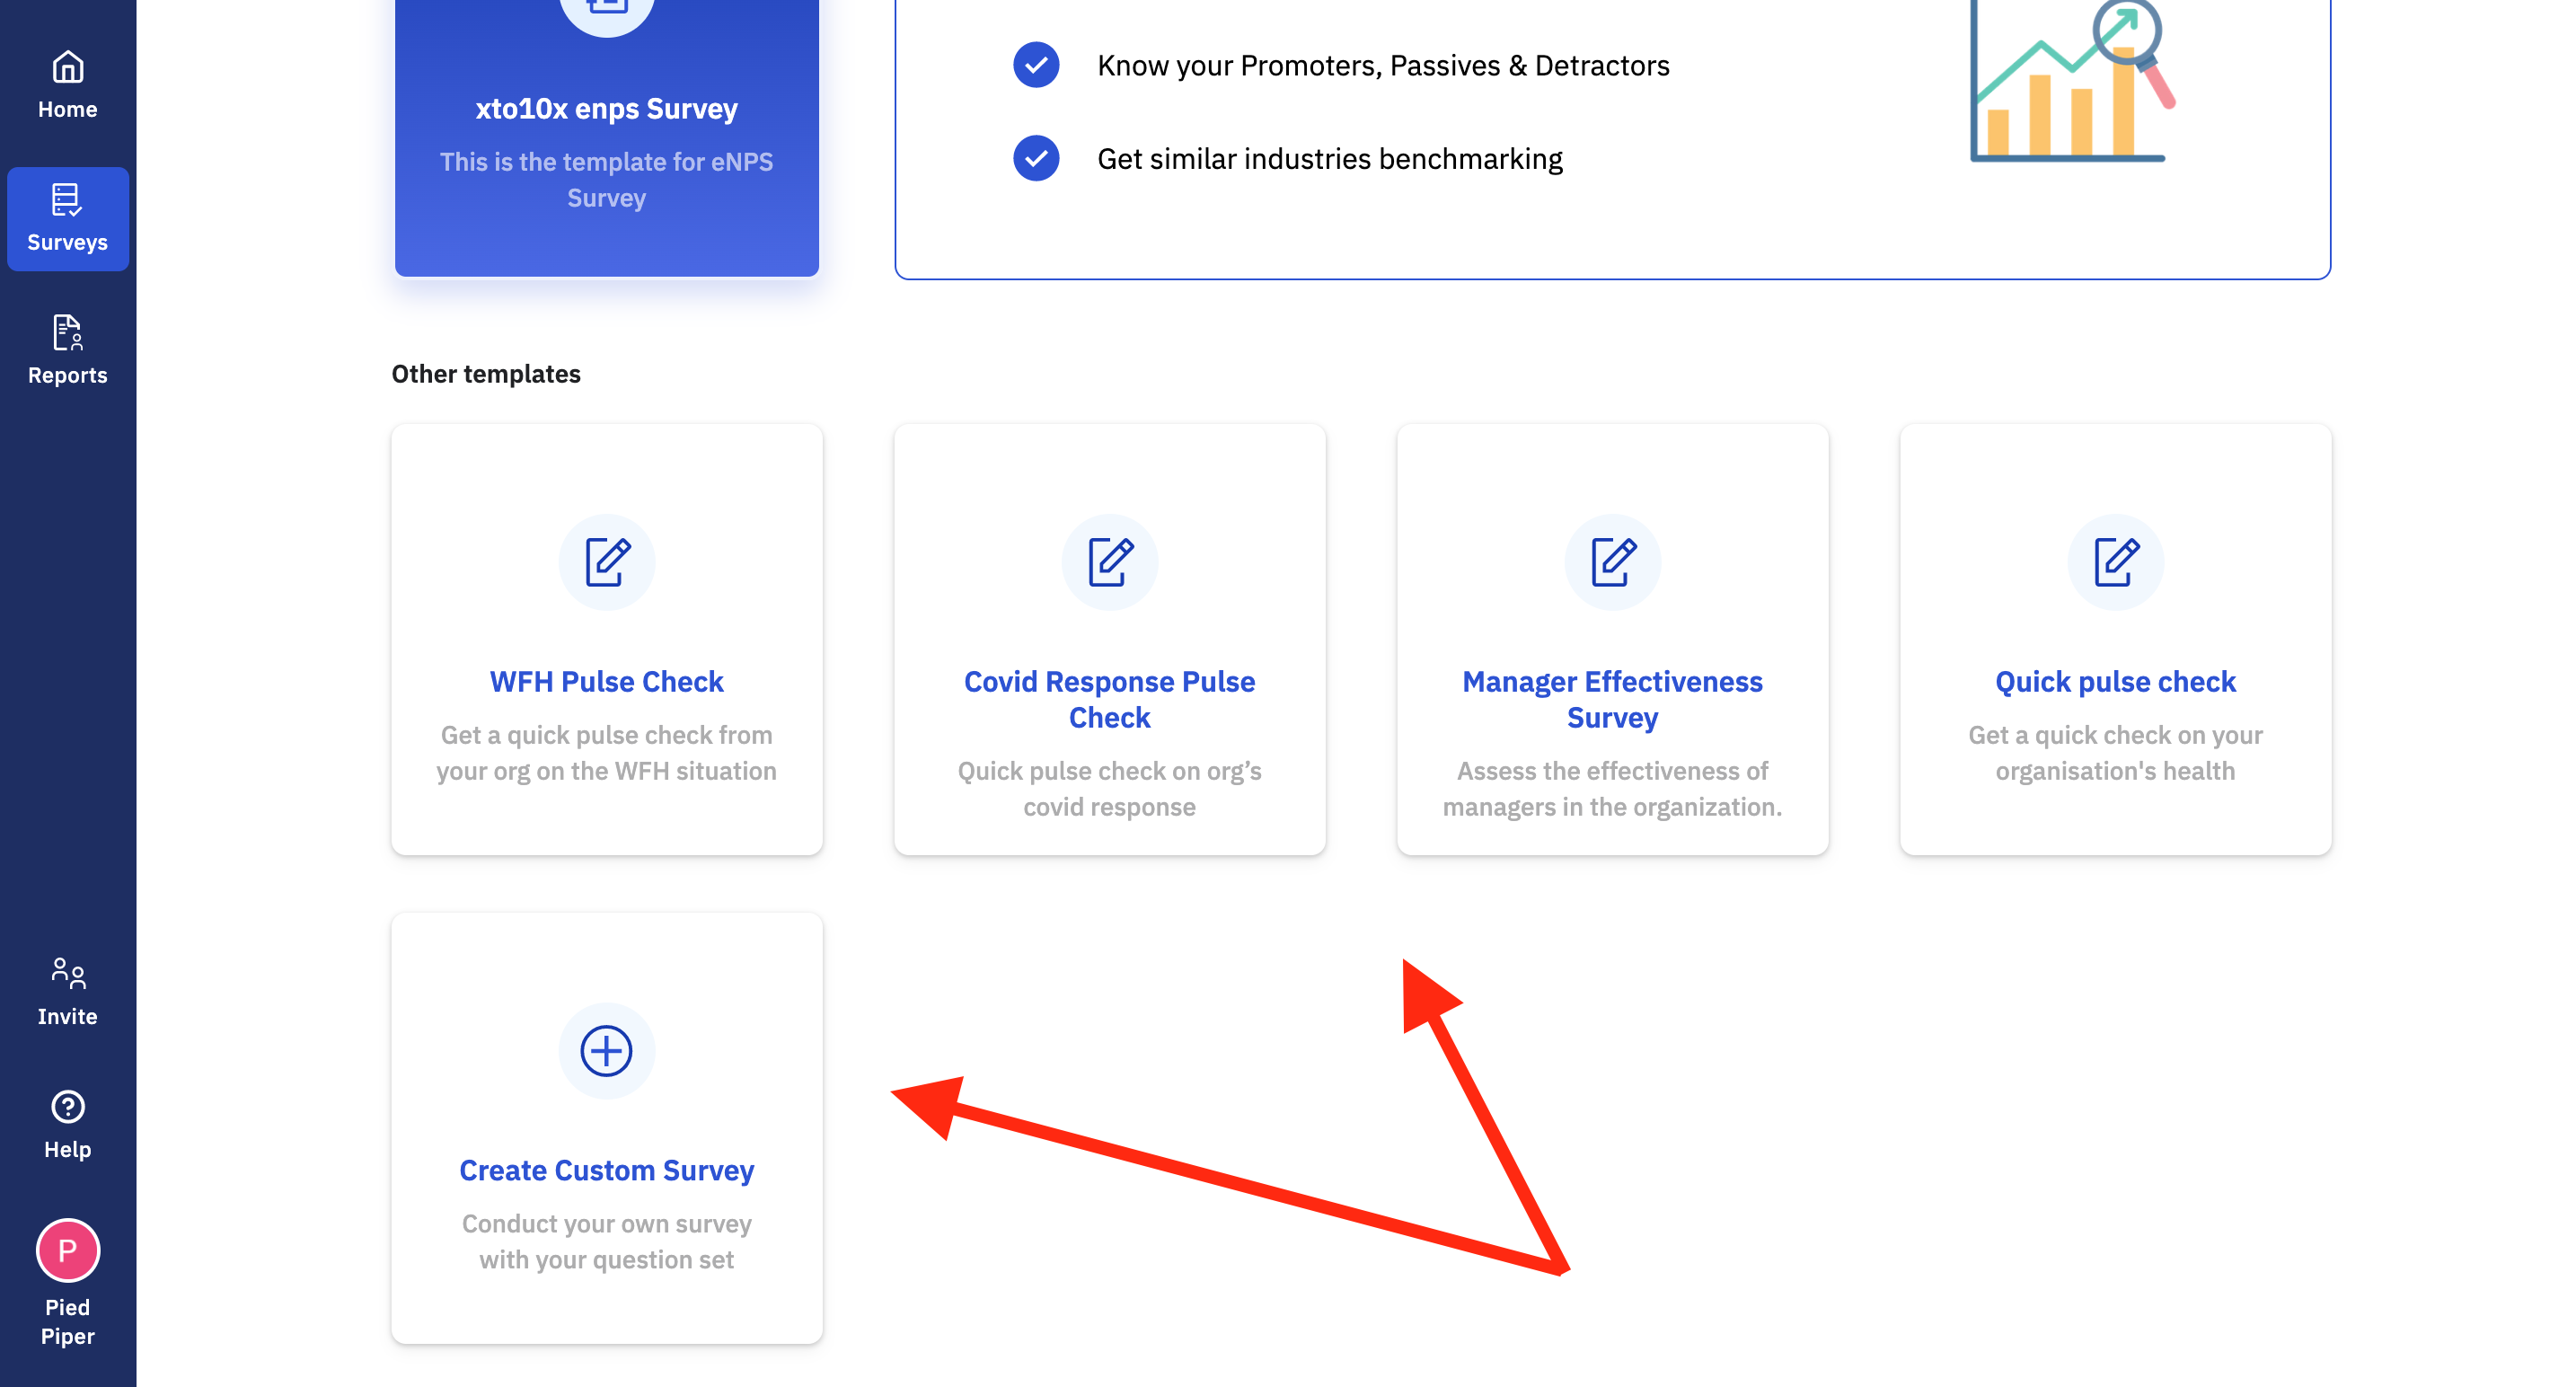 Home
Surveys
Reports
Invite
Help
P
Pied
Piper
xto10x enps Survey
This is the template for eNPS
Survey
Know your Promoters, Passives & Detractors
Get similar industries benchmarking
Other templates
WFH Pulse Check
Get a quick pulse check from
your org on the WFH situation
Covid Response Pulse
Check
Quick pulse check on org’s
covid response
Manager Effectiveness
Survey
Assess the effectiveness of
managers in the organization.
Quick pulse check
Get a quick check on your
organisation's health
Create Custom Survey
Conduct your own survey
with your question set